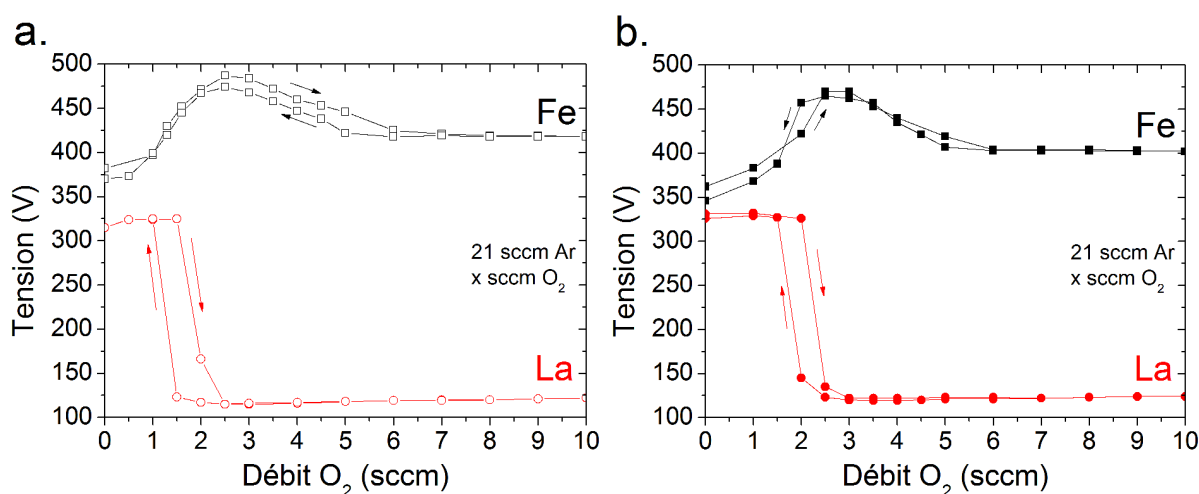 a.
500
450
400
350
300
250
200
150
100
Tension (V)
Fe
21 sccm Ar
x sccm O₂
La
0 1 2 3 4 5 6 7 8 9 10
Débit O₂ (sccm)
b.
500
450
400
350
300
250
200
150
100
Tension (V)
Fe
21 sccm Ar
x sccm O₂
La
0 1 2 3 4 5 6 7 8 9 10
Débit O₂ (sccm)